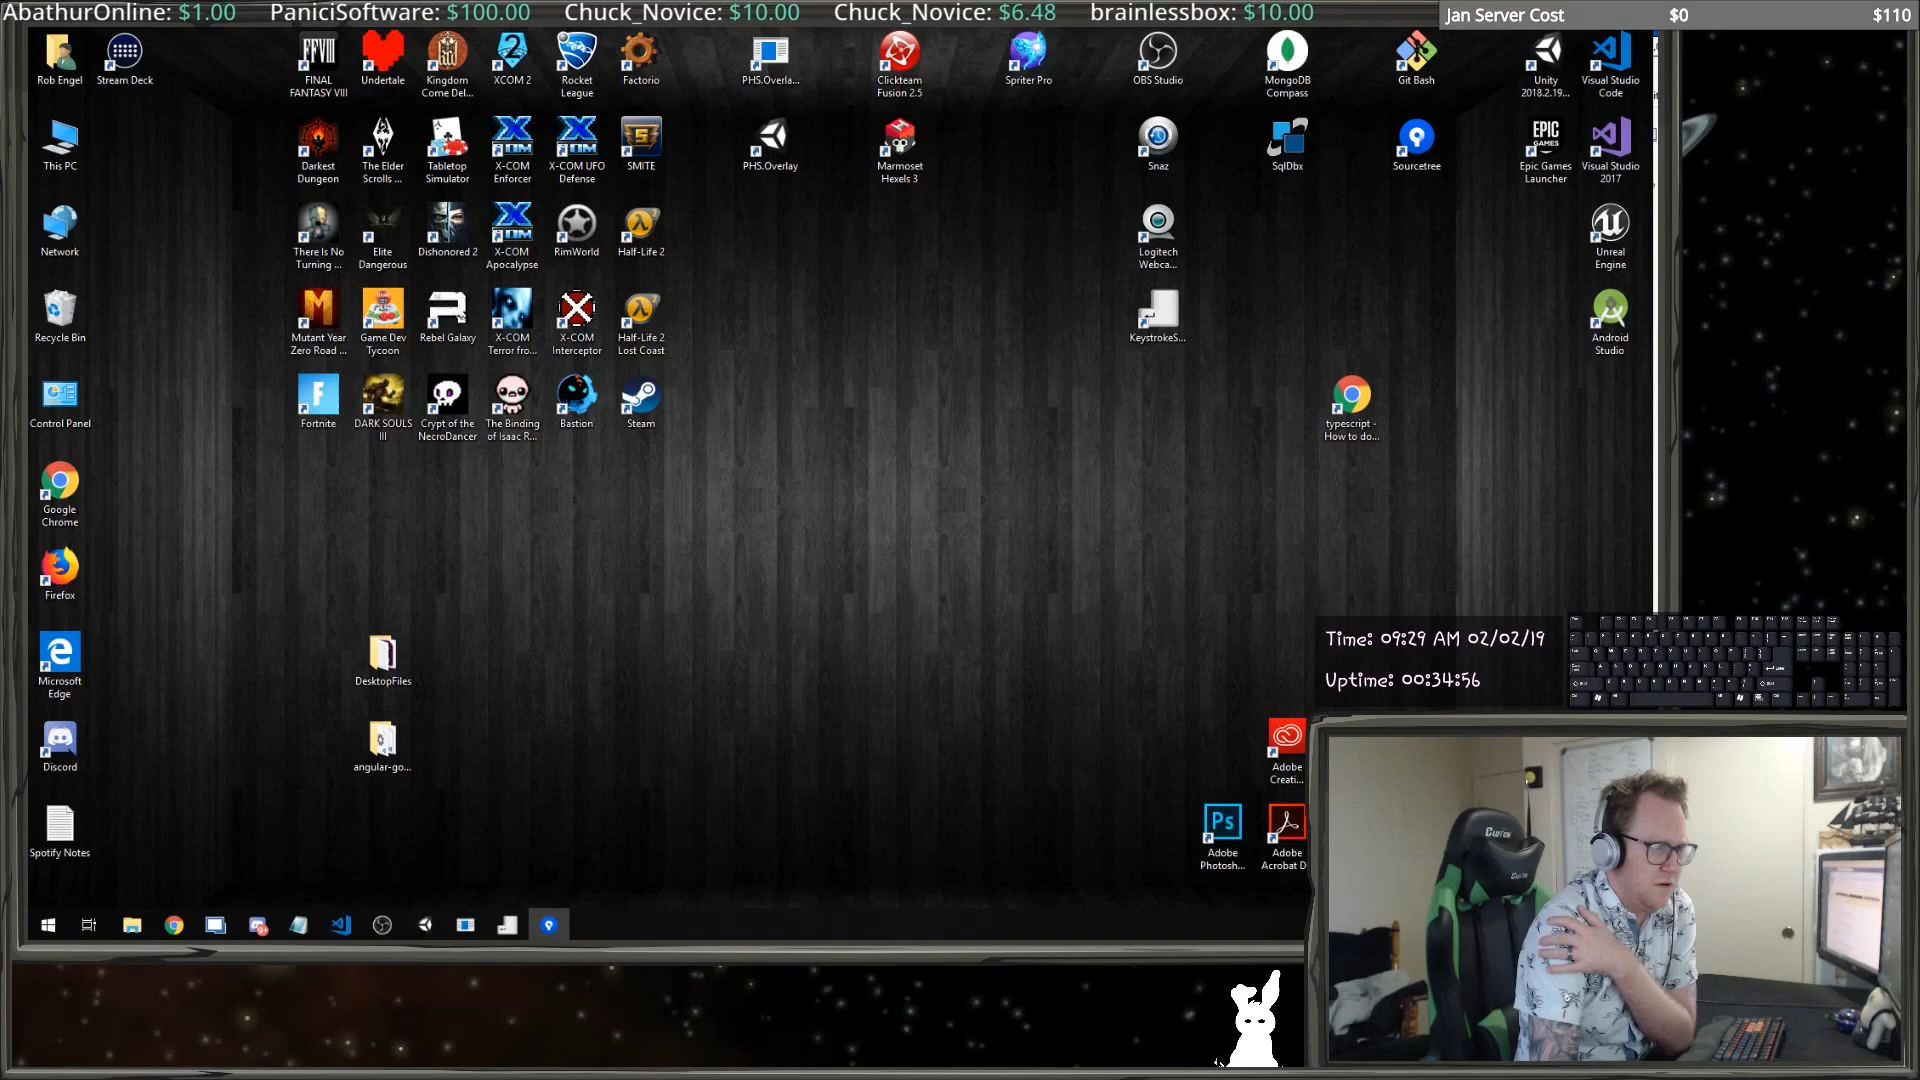 AbathurOnline: $1.00 PaniciSoftware: $100.00 Chuck_Novice: $10.00 Chuck_Novice: $6.48 brainlessbox: $10.00
Jan Server Cost $0 $110
Rob Engel
Stream Deck
FINAL
FANTASY VIII
Undertale
Kingdom
Come Del...
XCOM 2
Rocket
League
Factorio
PHS.Overla...
Clickteam
Fusion 2.5
Spriter Pro
OBS Studio
MongoDB
Compass
Git Bash
Unity
2018.2.19...
Visual Studio
Code
This PC
Darkest
Dungeon
The Elder
Scrolls ...
Tabletop
Simulator
X-COM
Enforcer
X-COM UFO
Defense
SMITE
PHS.Overlay
Marmoset
Hexels 3
Snaz
SqlDbx
Sourcetree
EPIC
GAMES
Epic Games
Launcher
Visual Studio
2017
Network
There Is No
Turning ...
Elite
Dangerous
Dishonored 2
X-COM
Apocalypse
RimWorld
Half-Life 2
Logitech
Webca...
Unreal
Engine
Recycle Bin
Mutant Year
Zero Road ...
Game Dev
Tycoon
Rebel Galaxy
X-COM
Terror fro...
X-COM
Interceptor
Half-Life 2
Lost Coast
KeystrokeS...
Android
Studio
Control Panel
Fortnite
DARK SOULS
III
Crypt of the
NecroDancer
The Binding
of Isaac R...
Bastion
Steam
typescript -
How to do...
Google
Chrome
Firefox
Microsoft
Edge
DesktopFiles
Time: 09:29 AM 02/02/19
Uptime: 00:34:56
Discord
angular-go...
Adobe
Creati...
Spotify Notes
Ps
Adobe
Photosh...
Adobe
Acrobat D